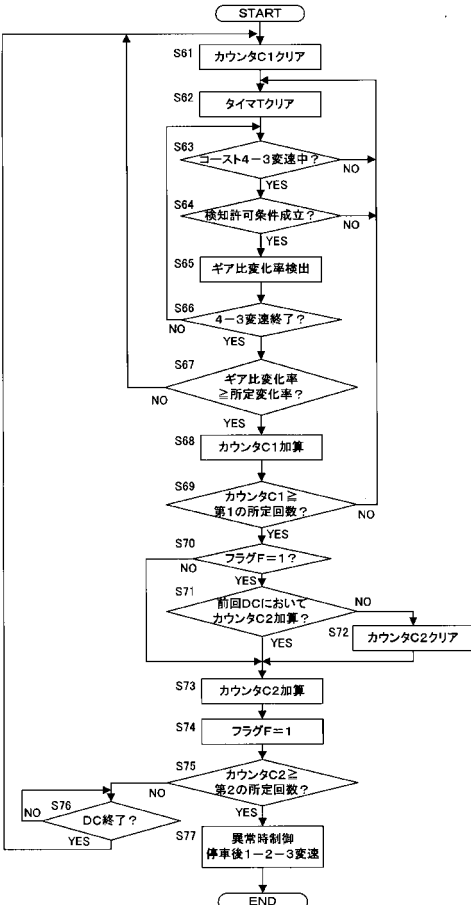 START
S61
カウンタC1クリア
S62
タイマTクリア
S63
コースト4-3変速中?
NO
YES
S64
検知許可条件成立?
NO
YES
S65
ギア比変化率検出
S66
4-3変速終了?
NO
YES
S67
ギア比変化率
≧所定変化率?
NO
YES
S68
カウンタC1加算
S69
カウンタC1≧
第1の所定回数?
NO
YES
S70
フラグF=1?
NO
YES
S71
前回DCにおいて
カウンタC2加算?
NO
YES
S72
カウンタC2クリア
S73
カウンタC2加算
S74
フラグF=1
S75
カウンタC2≧
第2の所定回数?
NO
YES
S76
DC終了?
NO
YES
S77
異常時制御
停車後1-2-3変速
END